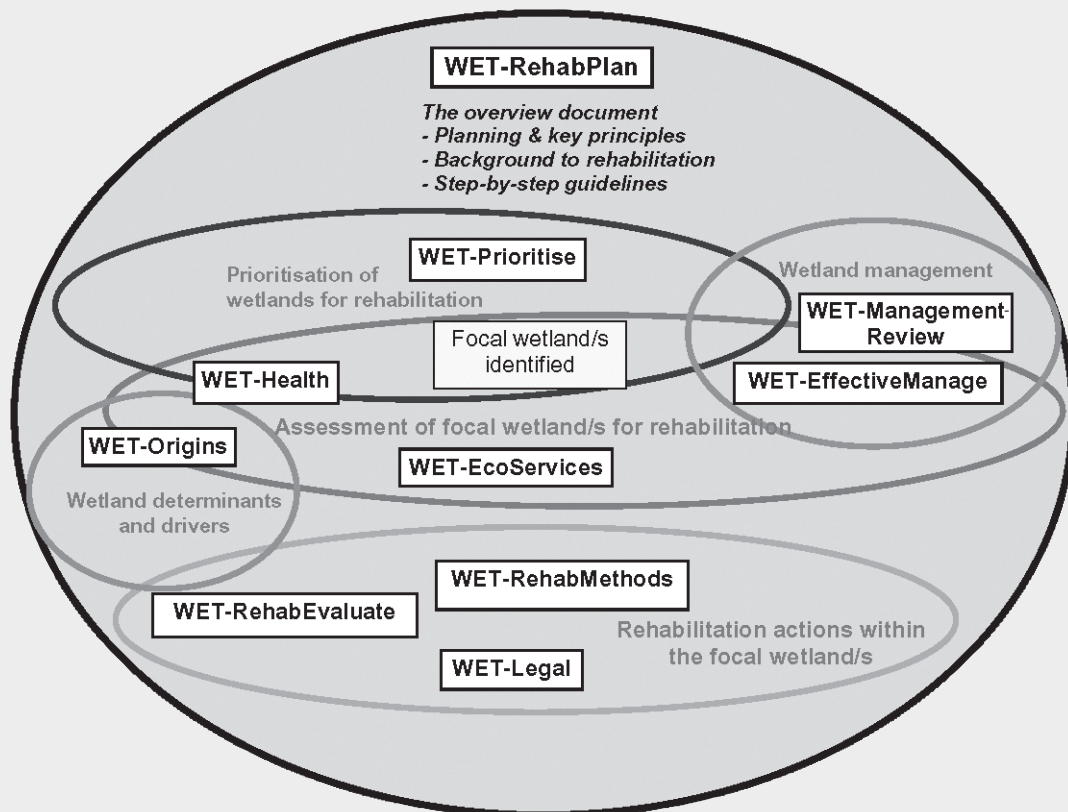 WET-RehabPlan
The overview document
- Planning & key principles
- Background to rehabilitation
- Step-by-step guidelines
WET-Prioritise
Prioritisation of
wetlands for rehabilitation
Wetland management
WET-Management-
Review
Focal wetland/s
identified
WET-Health
WET-EffectiveManage
Assessment of focal wetland/s for rehabilitation
WET-Origins
WET-EcoServices
Wetland determinants
and drivers
WET-RehabMethods
WET-RehabEvaluate
Rehabilitation actions within
the focal wetland/s
WET-Legal